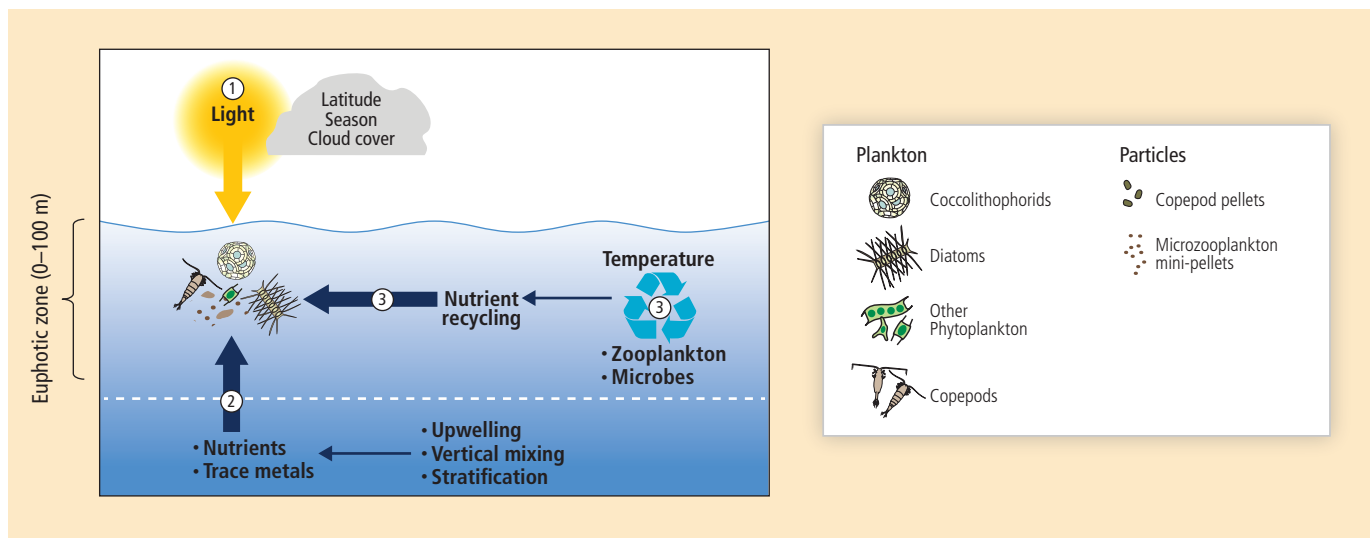 1
Light
Latitude
Season
Cloud cover
Euphotic zone (0–100 m)
Temperature
3
Nutrient
recycling
3
• Zooplankton
• Microbes
2
• Nutrients
• Trace metals
• Upwelling
• Vertical mixing
• Stratification
Plankton
Coccolithophorids
Diatoms
Other
Phytoplankton
Copepods
Particles
Copepod pellets
Microzooplankton
mini-pellets